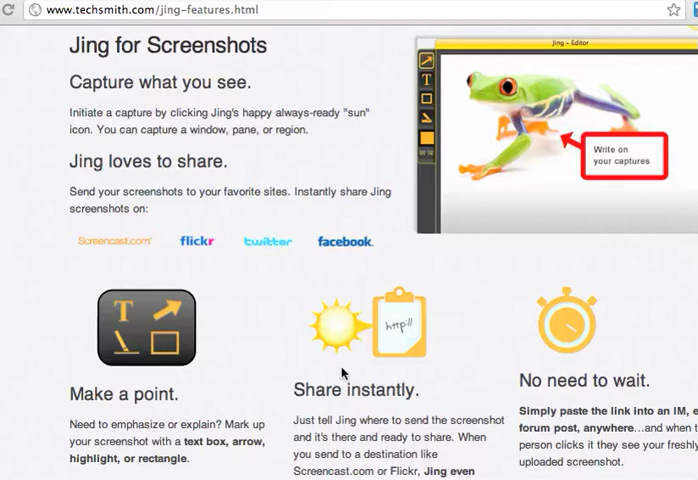 www.techsmith.com/jing-features.html
Jing - Editor
Jing for Screenshots
Capture what you see.
Initiate a capture by clicking Jing's happy always-ready "sun"
icon. You can capture a window, pane, or region.
T
Write on
your captures
Jing loves to share.
Send your screenshots to your favorite sites. Instantly share Jing
screenshots on:
Screencast.com flickr twitter facebook.
T
http://
Make a point.
Need to emphasize or explain? Mark up
your screenshot with a text box, arrow,
highlight, or rectangle.
Share instantly.
Just tell Jing where to send the screenshot
and it's there and ready to share. When
you send to a destination like
Screencast.com or Flickr, Jing even
No need to wait.
Simply paste the link into an IM,
forum post, anywhere...and when
person clicks it they see your freshly
uploaded screenshot.